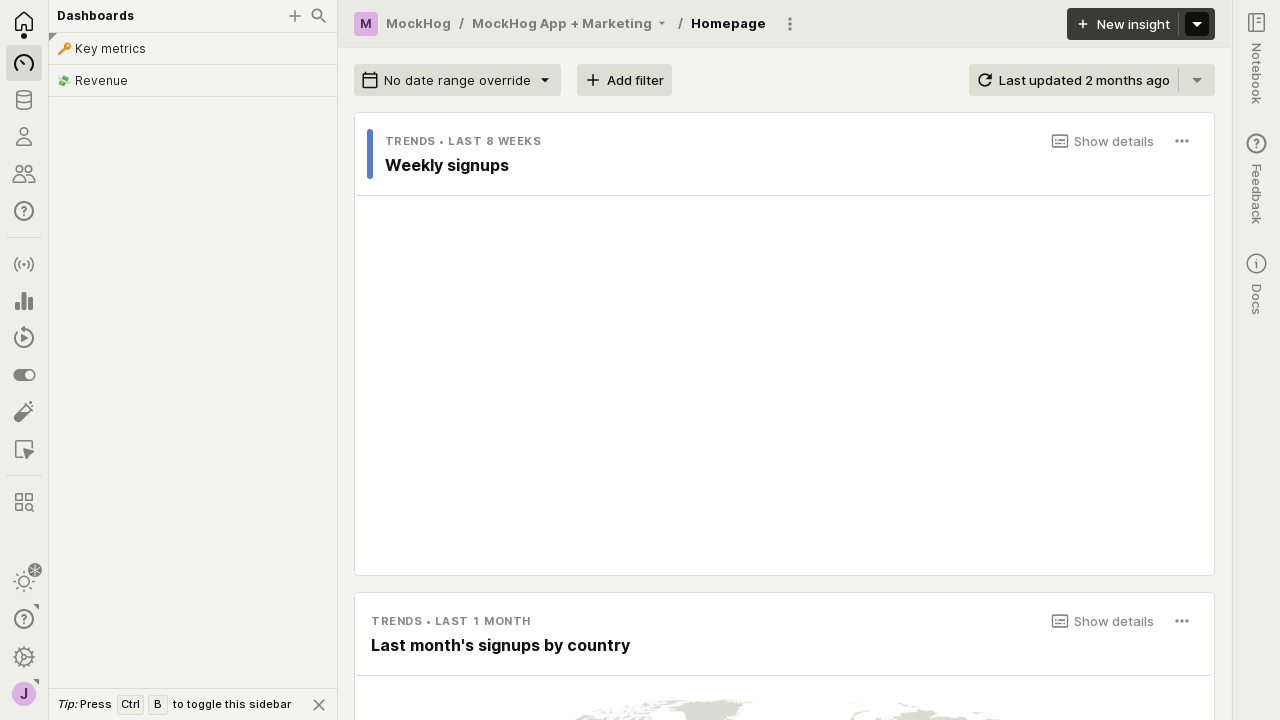 Dashboards
🔑 Key metrics
💸 Revenue
Tip: Press Ctrl B to toggle this sidebar
M MockHog / MockHog App + Marketing / Homepage
New insight
No date range override
Add filter
Last updated 2 months ago
TRENDS • LAST 8 WEEKS
Show details
Weekly signups
TRENDS • LAST 1 MONTH
Show details
Last month's signups by country
Notebook
Feedback
Docs
J